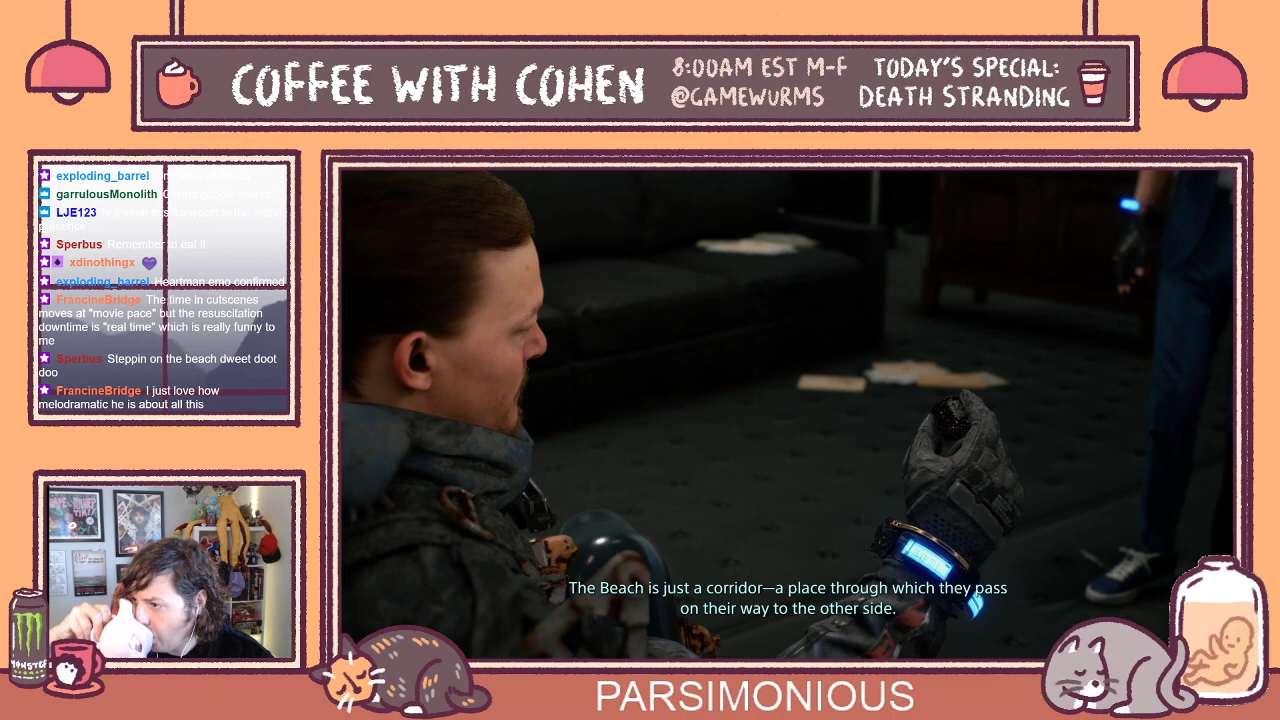 COFFEE WITH COHEN
8:00AM EST M-F
@GAMEWURMS
TODAY'S SPECIAL:
DEATH STRANDING
exploding_barrel
garrulousMonolith
LJE123
presence
Sperbus Remember to eat it
xdinothingx
exploding_barrel Heartman emo confirmed
FrancineBridge The time in cutscenes
moves at "movie pace" but the resuscitation
downtime is "real time" which is really funny to
me
Sperbus Steppin on the beach dweet doot
doo
FrancineBridge I just love how
melodramatic he is about all this
The Beach is just a corridor—a place through which they pass
on their way to the other side.
MONSTER
PARSIMONIOUS